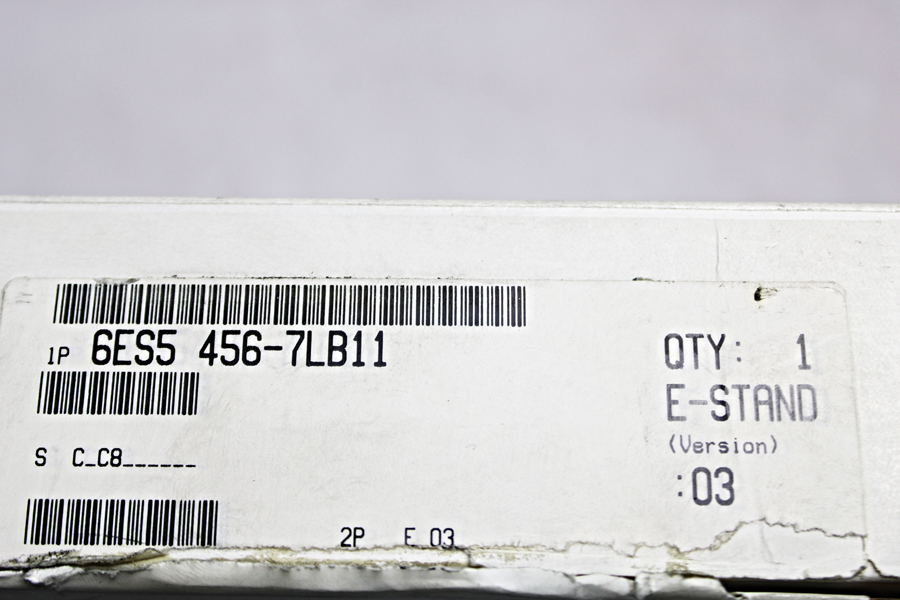 1P 6ES5 456-7LB11
QTY: 1
E-STAND
(Version)
:03
S C_C8______
2P E 03